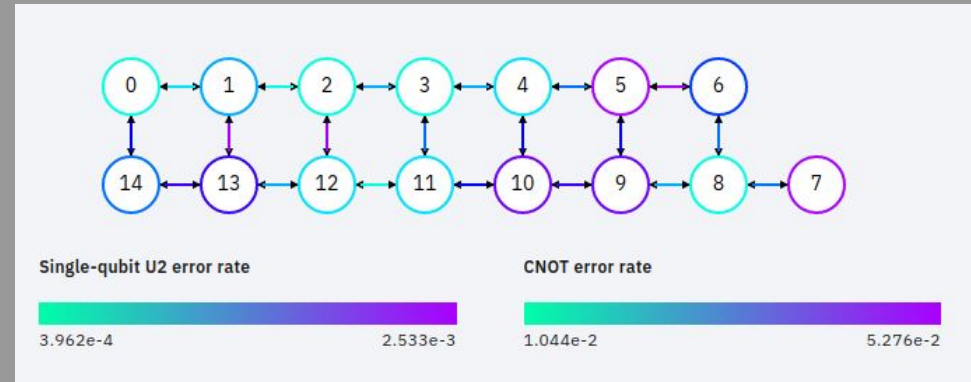 0 1 2 3 4 5 6
14 13 12 11 10 9 8 7
Single-qubit U2 error rate
3.962e-4 2.533e-3
CNOT error rate
1.044e-2 5.276e-2